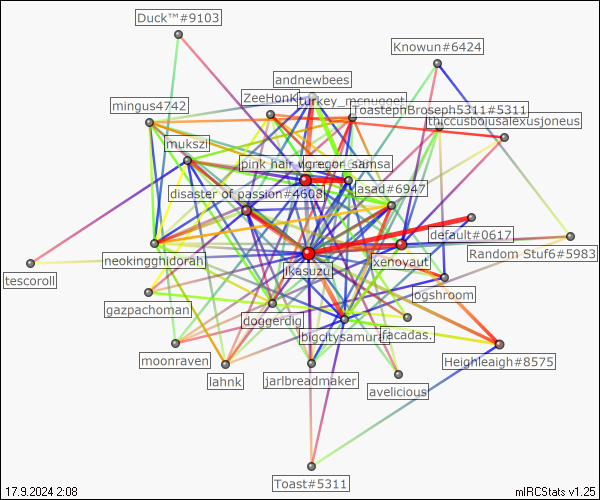 Duck™#9103
Knowun#6424
andnewbees
ZeeHonK
turkey_mcnugget
mingus4742
ToastephBroseph5311#5311
thiccusbojusalexusjoneus
mukszi
pink hair
gregor_samsa
asad#6947
disaster of passion#4608
default#0617
neokingghidorah
ikasuzu
xenoyaut
Random Stuf6#5983
tescoroll
ogshroom
gazpachoman
doggerdig
bigcitysamurai
facadas.
moonraven
Heighleaigh#8575
lahnk
jarlbreadmaker
avelicious
Toast#5311
17.9.2024 2:08
mIRCStats v1.25